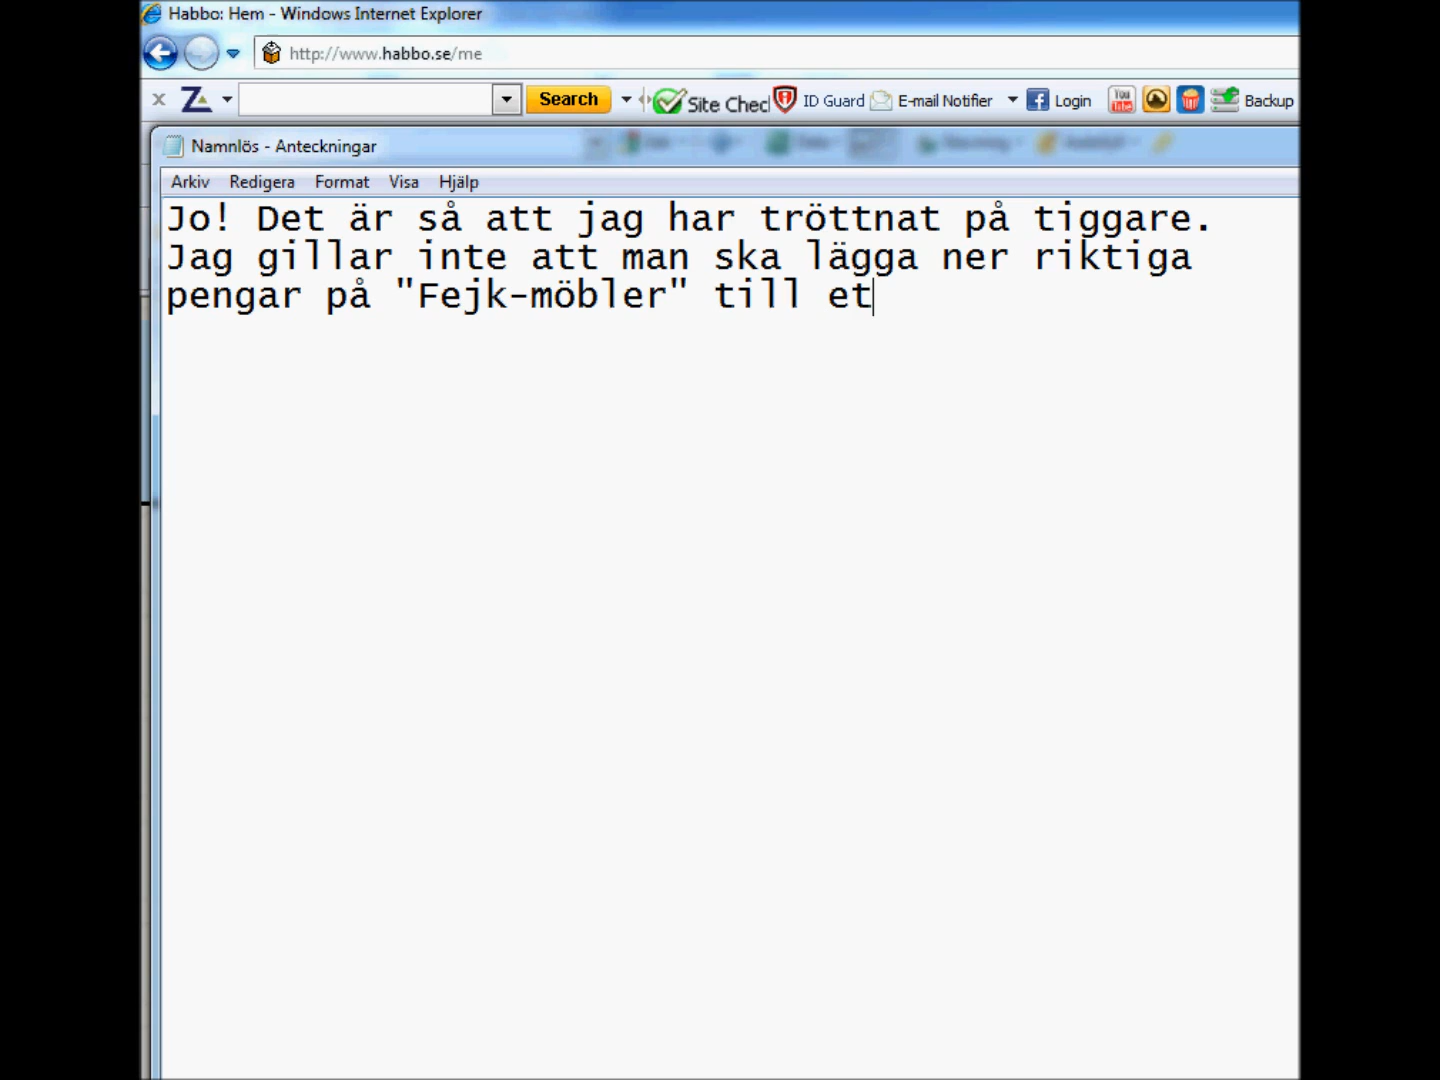 Habbo: Hem - Windows Internet Explorer
http://www.habbo.se/me
Search Site Chec ID Guard E-mail Notifier Login You Tube Backup
Namnlös - Anteckningar
Arkiv Redigera Format Visa Hjälp
Jo! Det är så att jag har tröttnat på tiggare.
Jag gillar inte att man ska lägga ner riktiga
pengar på "Fejk-möbler" till et